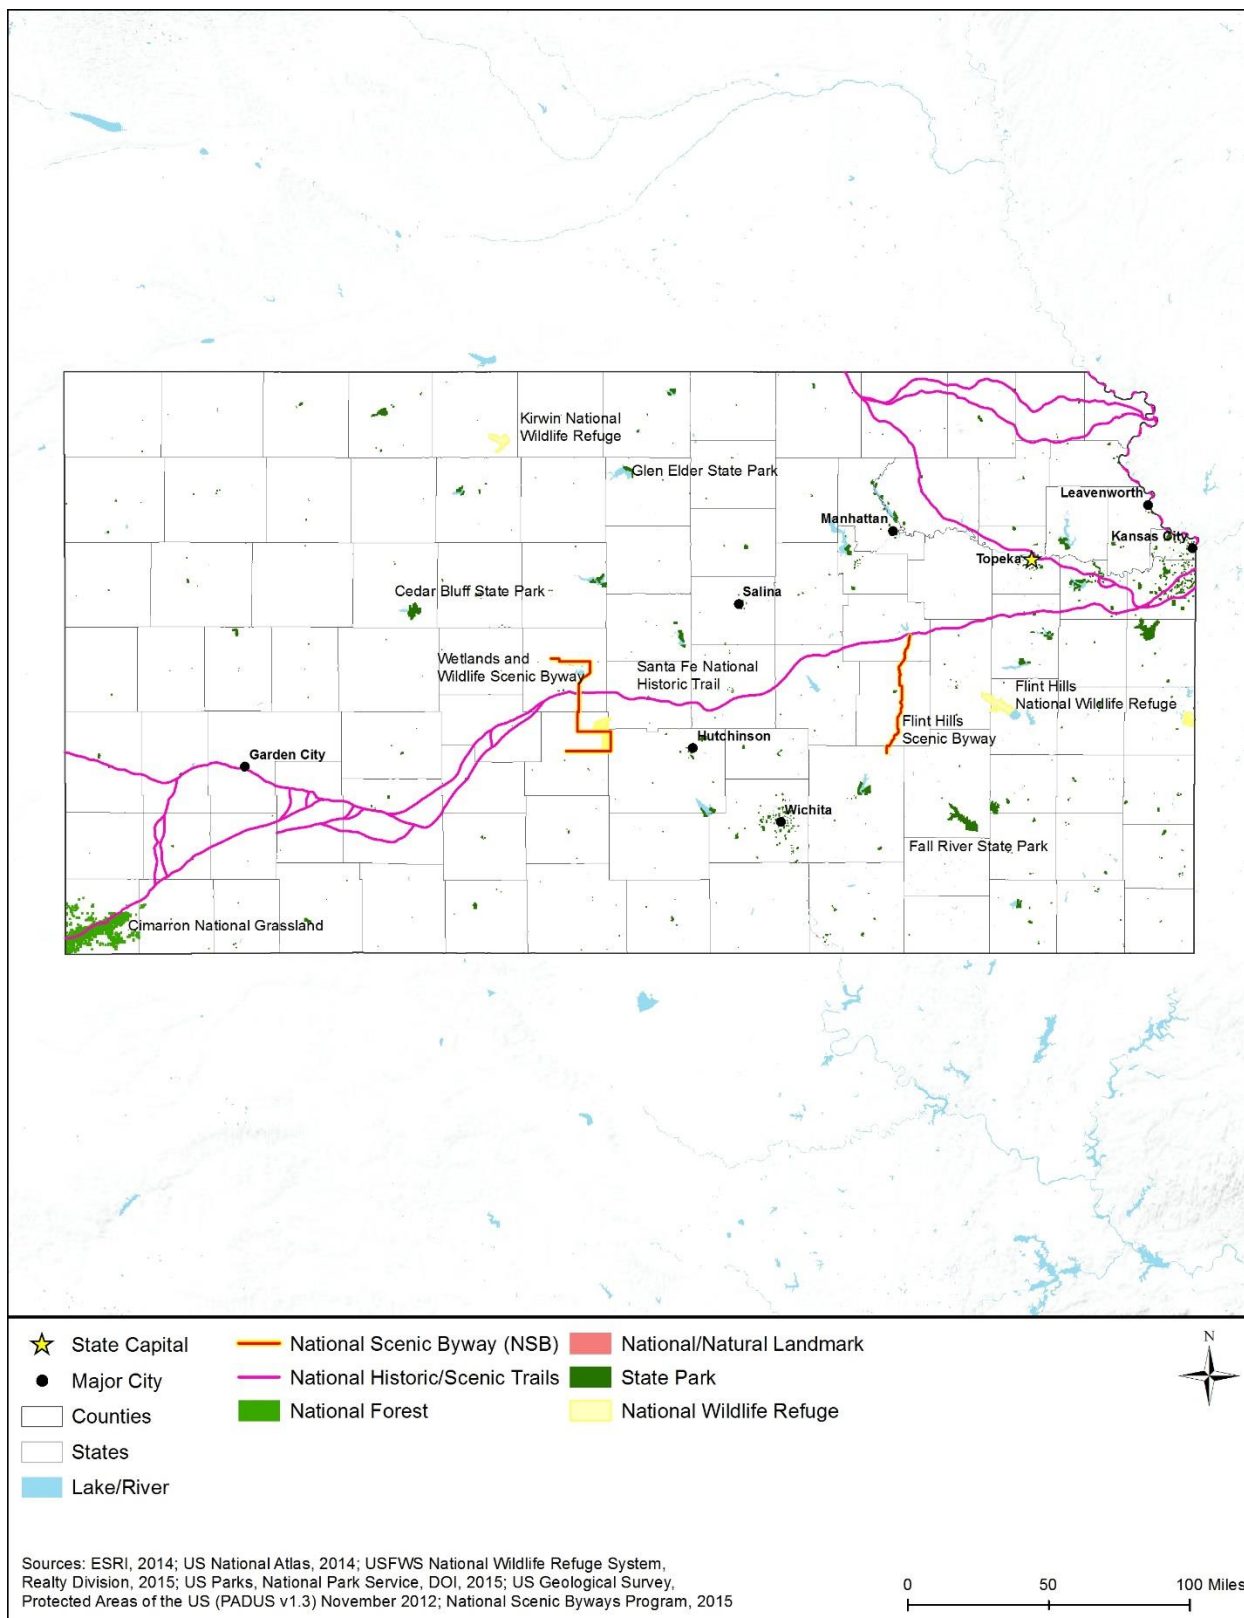 Kirwin National
Wildlife Refuge
Glen Elder State Park
Leavenworth
Manhattan
Kansas City
Topeka
Cedar Bluff State Park
Salina
Wetlands and
Wildlife Scenic Byway
Santa Fe National
Historic Trail
Flint Hills
National Wildlife Refuge
Flint Hills
Scenic Byway
Hutchinson
Garden City
Wichita
Fall River State Park
Cimarron National Grassland
State Capital
Major City
Counties
States
Lake/River
National Scenic Byway (NSB)
National Historic/Scenic Trails
National Forest
National/Natural Landmark
State Park
National Wildlife Refuge
N
Sources: ESRI, 2014; US National Atlas, 2014; USFWS National Wildlife Refuge System,
Realty Division, 2015; US Parks, National Park Service, DOI, 2015; US Geological Survey,
Protected Areas of the US (PADUS v1.3) November 2012; National Scenic Byways Program, 2015
0 50 100 Miles